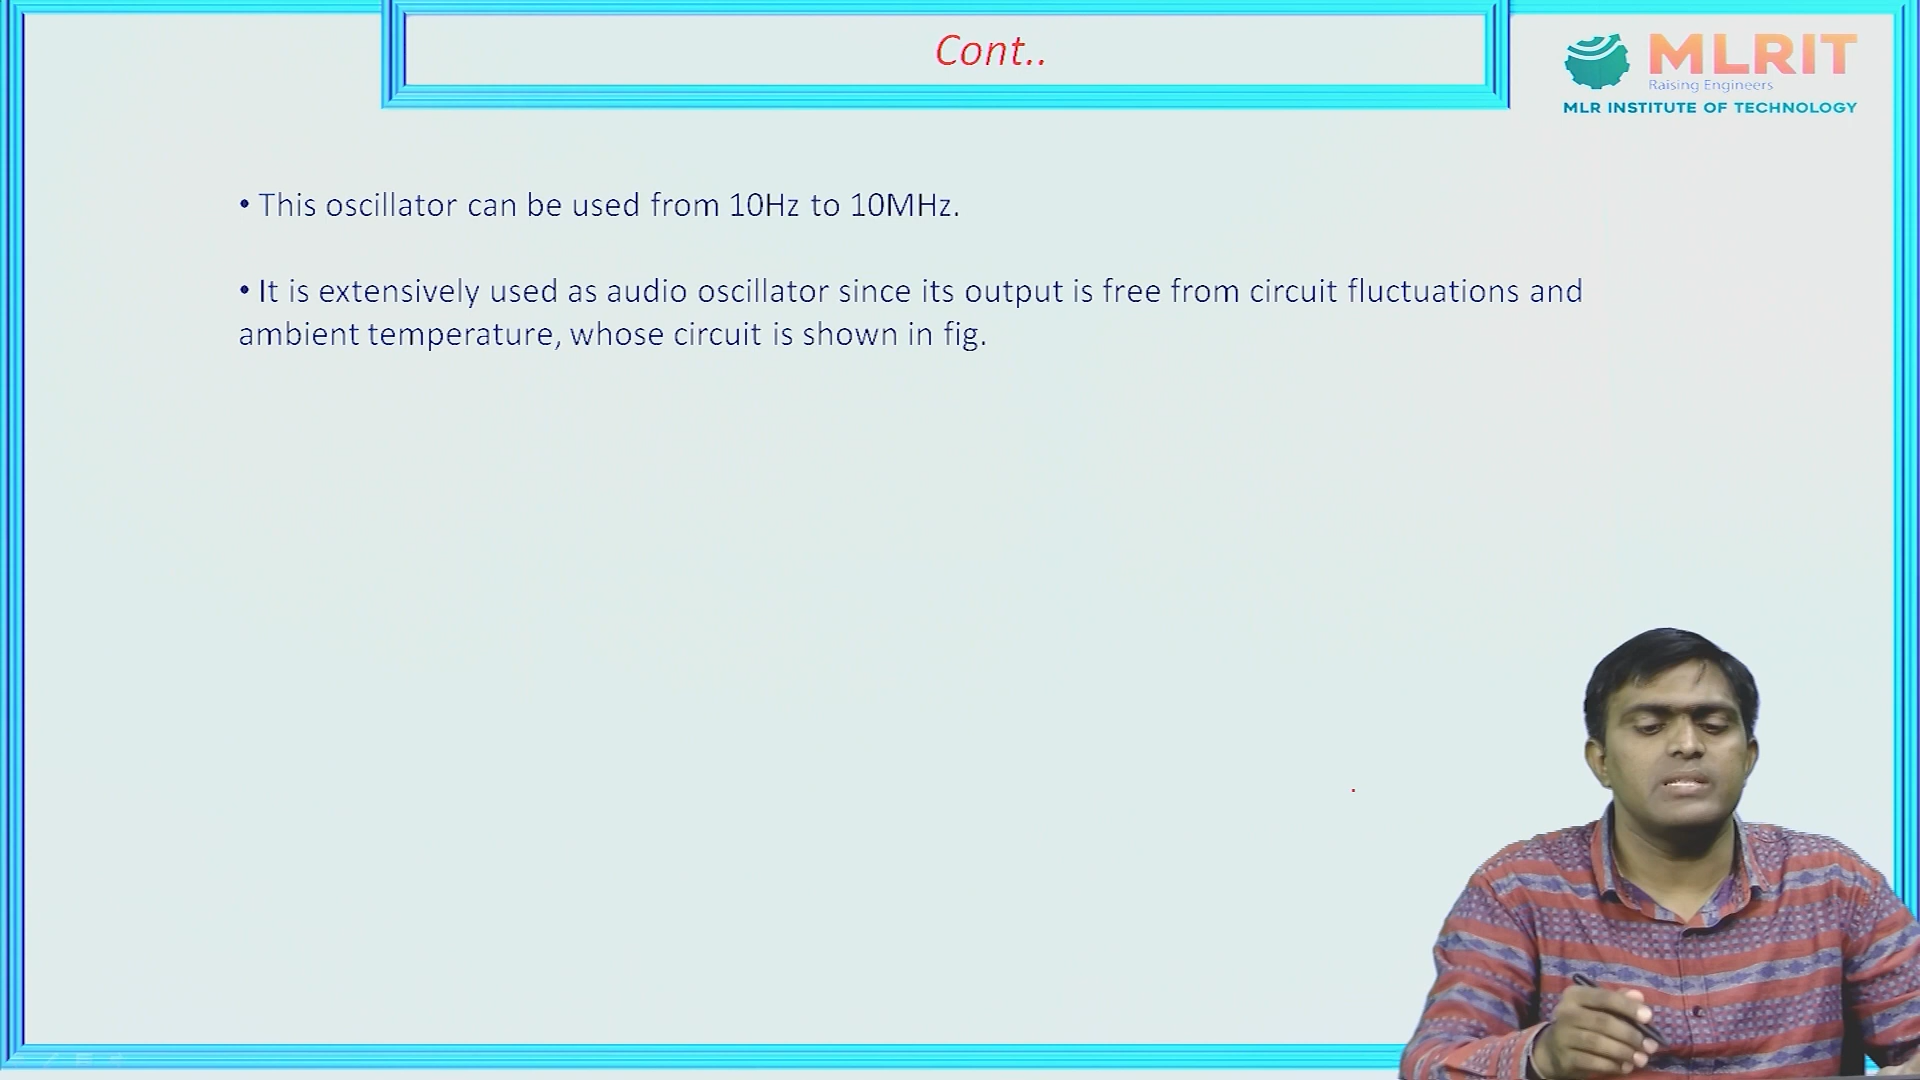 Cont..
MLRIT
Raising Engineers
MLR INSTITUTE OF TECHNOLOGY
• This oscillator can be used from 10Hz to 10MHz.
• It is extensively used as audio oscillator since its output is free from circuit fluctuations and
ambient temperature, whose circuit is shown in fig.